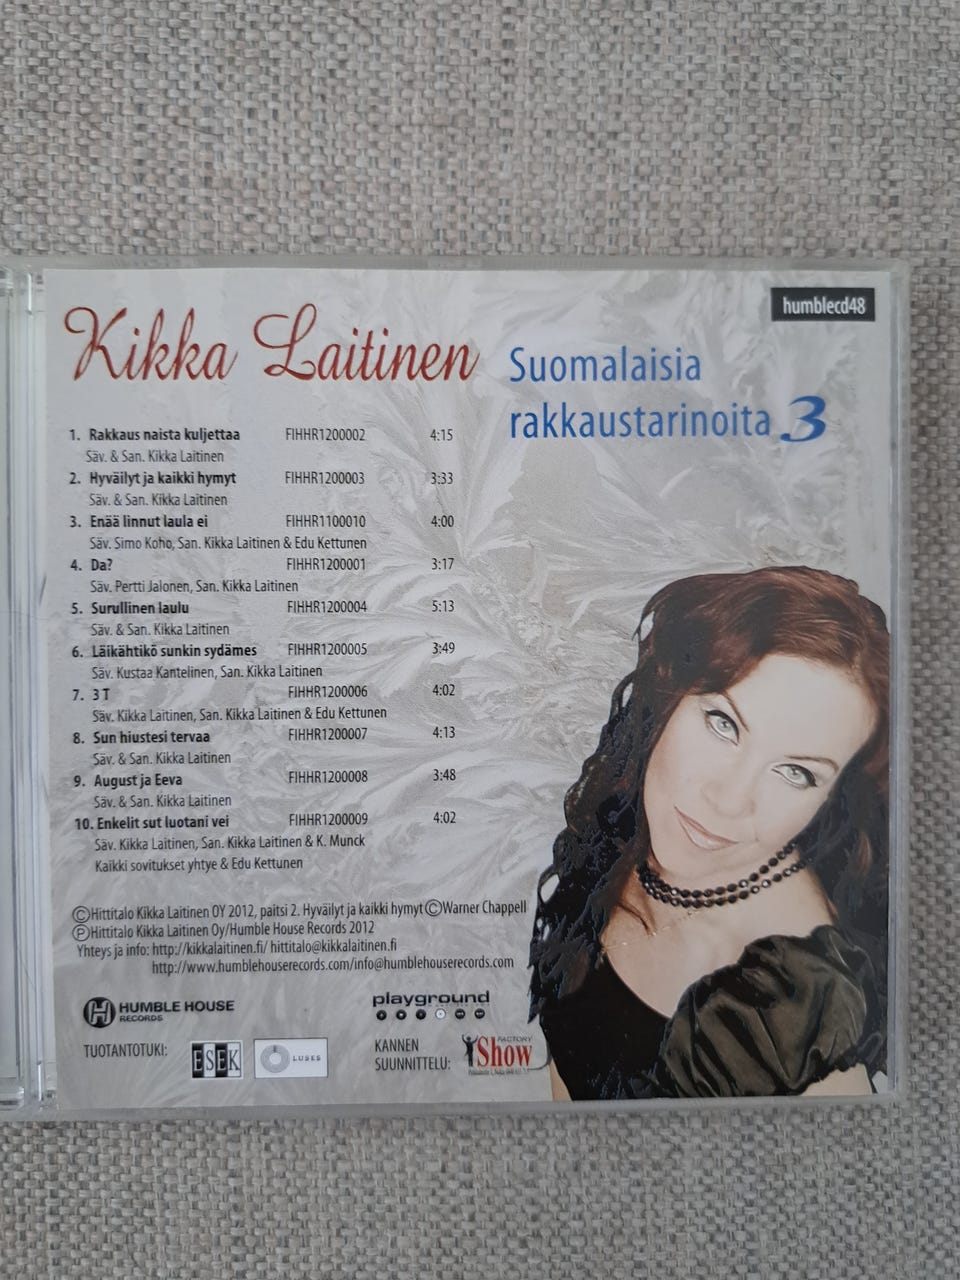 humblecd48
Kikka Laitinen
Suomalaisia
rakkaustarinoita 3
1. Rakkaus naista kuljettaa FIHHR1200002 4:15
Säv. & San. Kikka Laitinen
2. Hyväilyt ja kaikki hymyt FIHHR1200003 3:33
Säv. & San. Kikka Laitinen
3. Enää linnut laula ei FIHHR1100010 4:00
Säv. Simo Koho, San. Kikka Laitinen & Edu Kettunen
4. Da? FIHHR1200001 3:17
Säv. Pertti Jalonen, San. Kikka Laitinen
5. Surullinen laulu FIHHR1200004 5:13
Säv. & San. Kikka Laitinen
6. Läikähtikö sunkin sydämes FIHHR1200005 3:49
Säv. Kustaa Kantelinen, San. Kikka Laitinen
7. 3 T FIHHR1200006 4:02
Säv. Kikka Laitinen, San. Kikka Laitinen & Edu Kettunen
8. Sun hiustesi tervaa FIHHR1200007 4:13
Säv. & San. Kikka Laitinen
9. August ja Eeva FIHHR1200008 3:48
Säv. & San. Kikka Laitinen
10. Enkelit sut luotani vei FIHHR1200009 4:02
Säv. Kikka Laitinen, San. Kikka Laitinen & K. Munck
Kaikki sovitukset yhtye & Edu Kettunen
©Hittitalo Kikka Laitinen OY 2012, paitsi 2. Hyväilyt ja kaikki hymyt ©Warner Chappell
℗Hittitalo Kikka Laitinen Oy/Humble House Records 2012
Yhteys ja info: http://kikkalaitinen.fi/ hittitalo@kikkalaitinen.fi
http://www.humblehouserecords.com/info@humblehouserecords.com
HUMBLE HOUSE
RECORDS
playground
TUOTANTOTUKI:
ESEK
LUSES
KANNEN
SUUNNITTELU:
FACTORY
Show